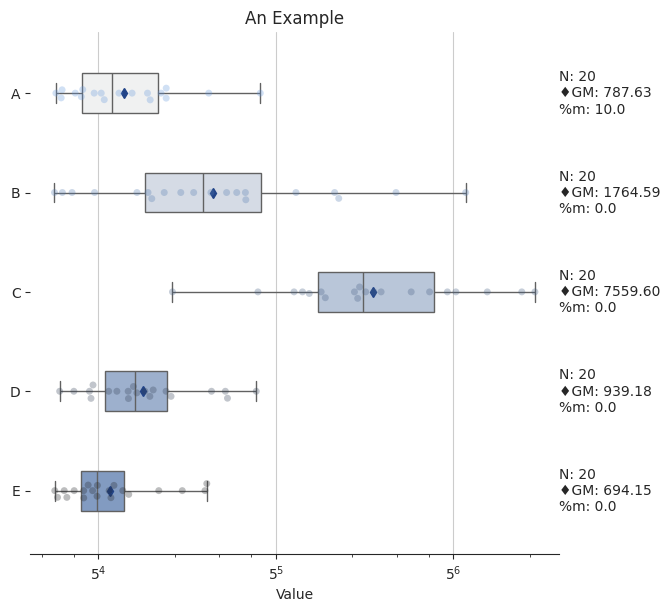 An Example
A
N: 20
♦GM: 787.63
%m: 10.0
B
N: 20
♦GM: 1764.59
%m: 0.0
C
N: 20
♦GM: 7559.60
%m: 0.0
D
N: 20
♦GM: 939.18
%m: 0.0
E
N: 20
♦GM: 694.15
%m: 0.0
5⁴ 5⁵ 5⁶
Value